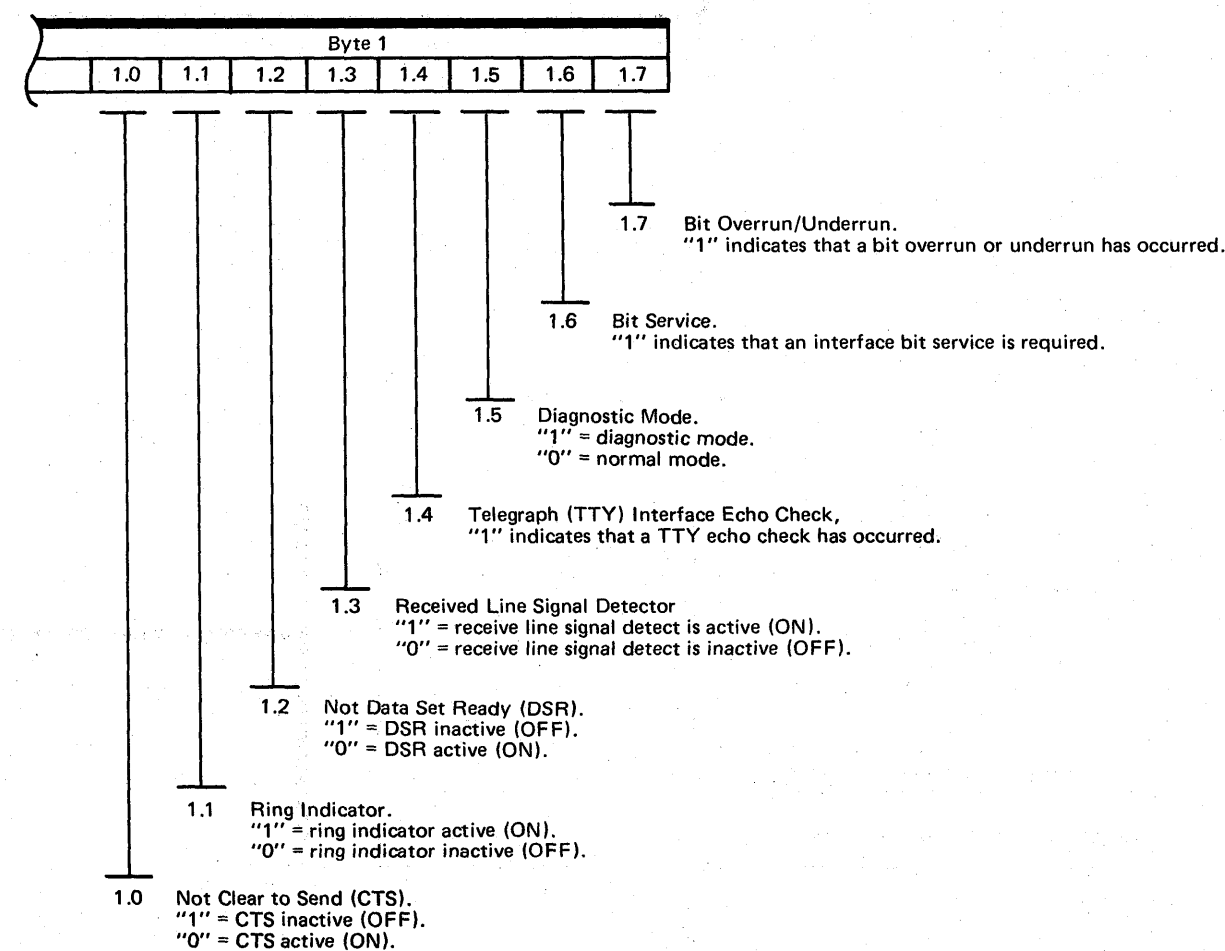 Byte 1
1.0 1.1 1.2 1.3 1.4 1.5 1.6 1.7
1.7 Bit Overrun/Underrun.
"1" indicates that a bit overrun or underrun has occurred.
1.6 Bit Service.
"1" indicates that an interface bit service is required.
1.5 Diagnostic Mode.
"1" = diagnostic mode.
"0" = normal mode.
1.4 Telegraph (TTY) Interface Echo Check,
"1" indicates that a TTY echo check has occurred.
1.3 Received Line Signal Detector
"1" = receive line signal detect is active (ON).
"0" = receive line signal detect is inactive (OFF).
1.2 Not Data Set Ready (DSR).
"1" = DSR inactive (OFF).
"0" = DSR active (ON).
1.1 Ring Indicator.
"1" = ring indicator active (ON).
"0" = ring indicator inactive (OFF).
1.0 Not Clear to Send (CTS).
"1" = CTS inactive (OFF).
"0" = CTS active (ON).